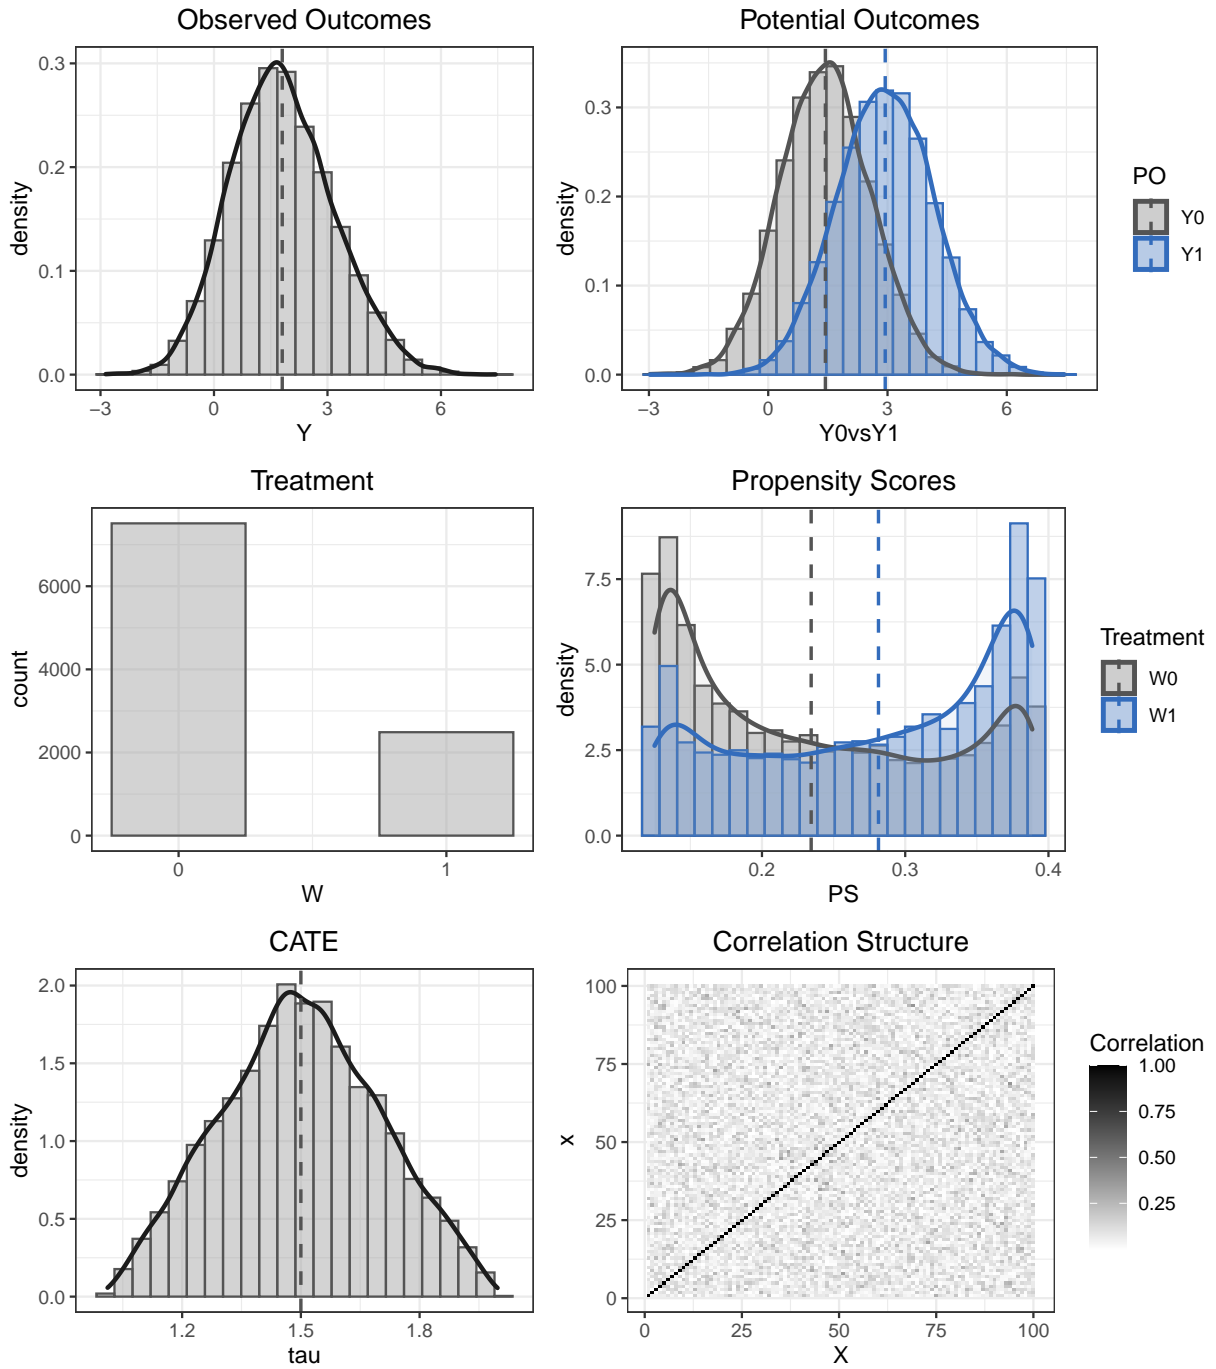 Observed Outcomes
0.3
0.2
0.1
0.0
density
−3
0
3
6
Y
Potential Outcomes
0.3
0.2
0.1
0.0
density
−3
0
3
6
Y0vsY1
PO
Y0
Y1
Treatment
6000
4000
2000
0
count
0
1
W
Propensity Scores
7.5
5.0
2.5
0.0
density
0.2
0.3
0.4
PS
Treatment
W0
W1
CATE
2.0
1.5
1.0
0.5
0.0
density
1.2
1.5
1.8
tau
Correlation Structure
100
75
50
25
0
x
0
25
50
75
100
X
Correlation
1.00
0.75
0.50
0.25